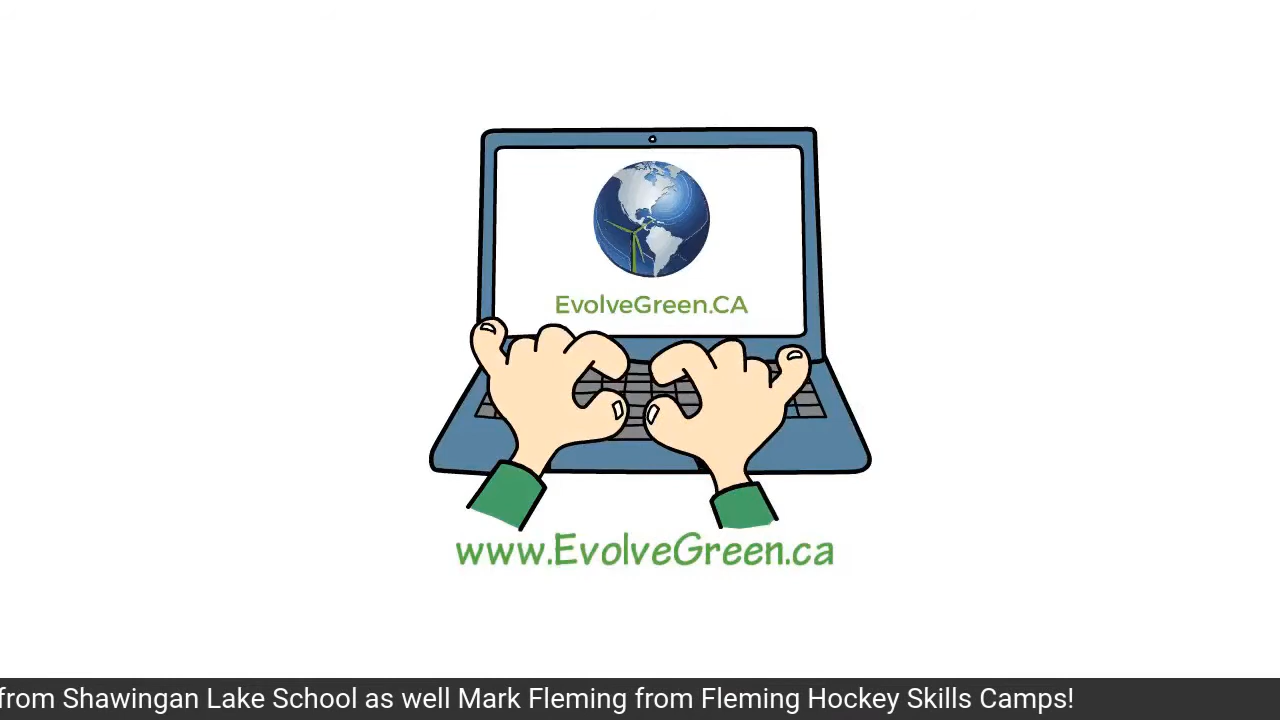 EvolveGreen.CA
www.EvolveGreen.ca
from Shawingan Lake School as well Mark Fleming from Fleming Hockey Skills Camps!